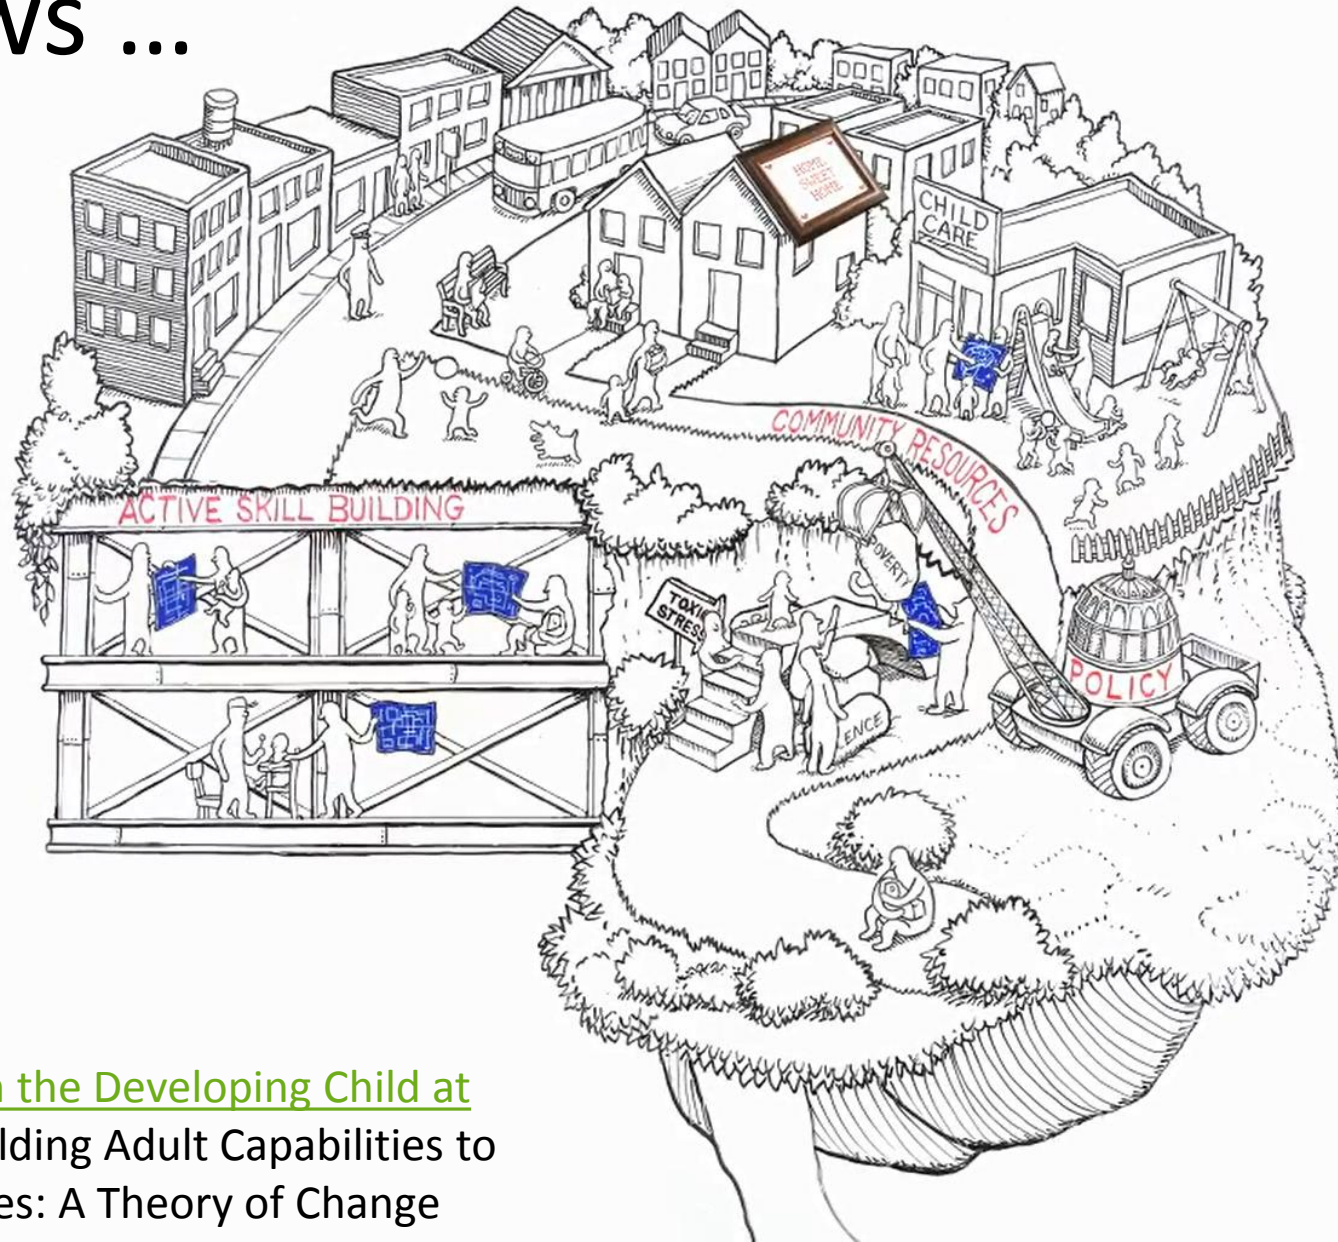 ws ...
HOME
SWEET
HOME
CHILD
CARE
COMMUNITY RESOURCES
ACTIVE SKILL BUILDING
POVERTY
TOXIC
STRESS
POLICY
ENCE
n the Developing Child at
lding Adult Capabilities to
es: A Theory of Change